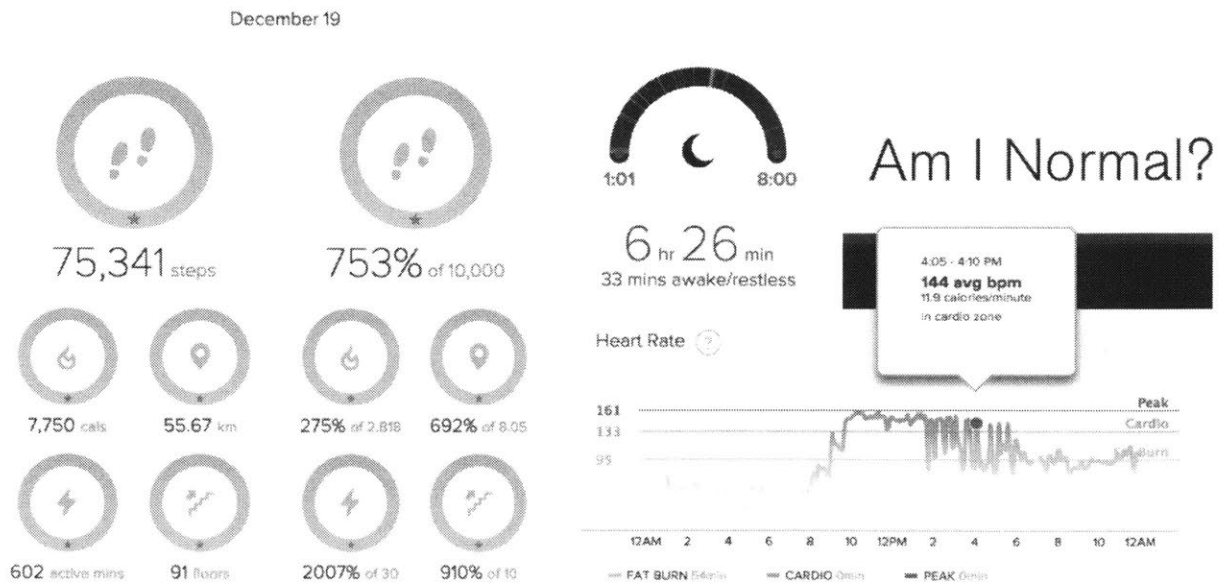 December 19
75,341 steps
753% of 10,000
7,750 cals
55.67 km
275% of 2,818
692% of 8.05
602 active mins
91 floors
2007% of 30
910% of 10
1:01
8:00
6 hr 26 min
33 mins awake/restless
Am I Normal?
4:05 - 4:10 PM
144 avg bpm
11.9 calories/minute
in cardio zone
Heart Rate ?
161
133
95
Peak
Cardio
Burn
12AM 2 4 6 8 10 12PM 2 4 6 8 10 12AM
FAT BURN 54min
CARDIO 0min
PEAK 0min